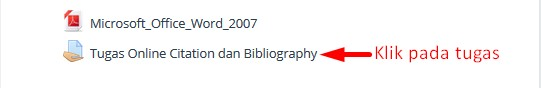 Microsoft_Office_Word_2007
Tugas Online Citation dan Bibliography Klik pada tugas